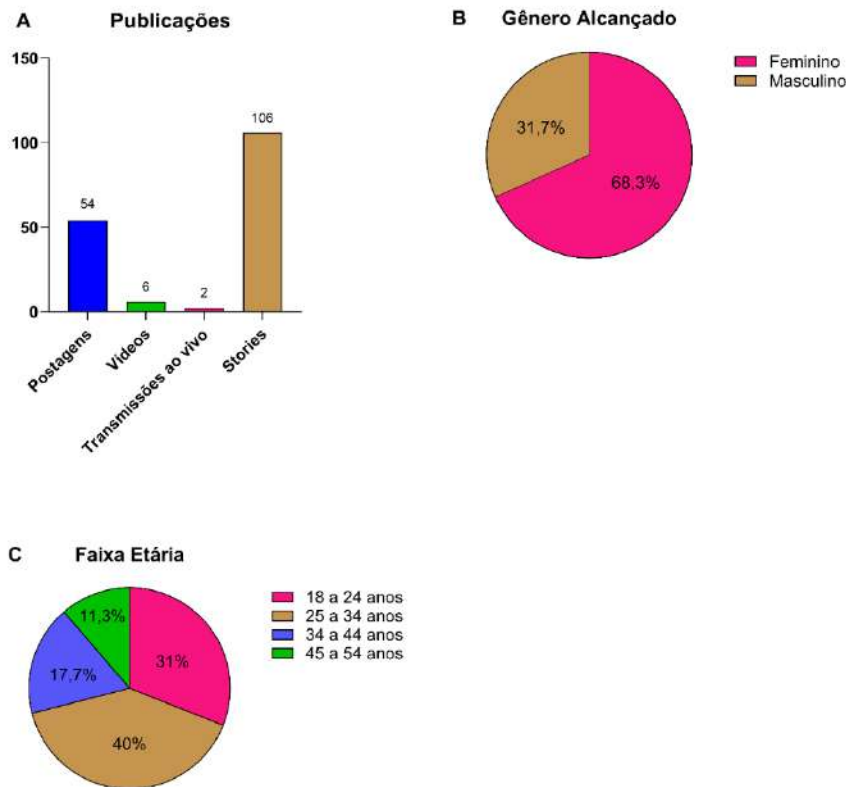 A Publicações
150
100
50
0
54
6
2
106
Postagens
Vídeos
Transmissões ao vivo
Stories
B Gênero Alcançado
Feminino
Masculino
31,7%
68,3%
C Faixa Etária
18 a 24 anos
25 a 34 anos
34 a 44 anos
45 a 54 anos
11,3%
31%
17,7%
40%